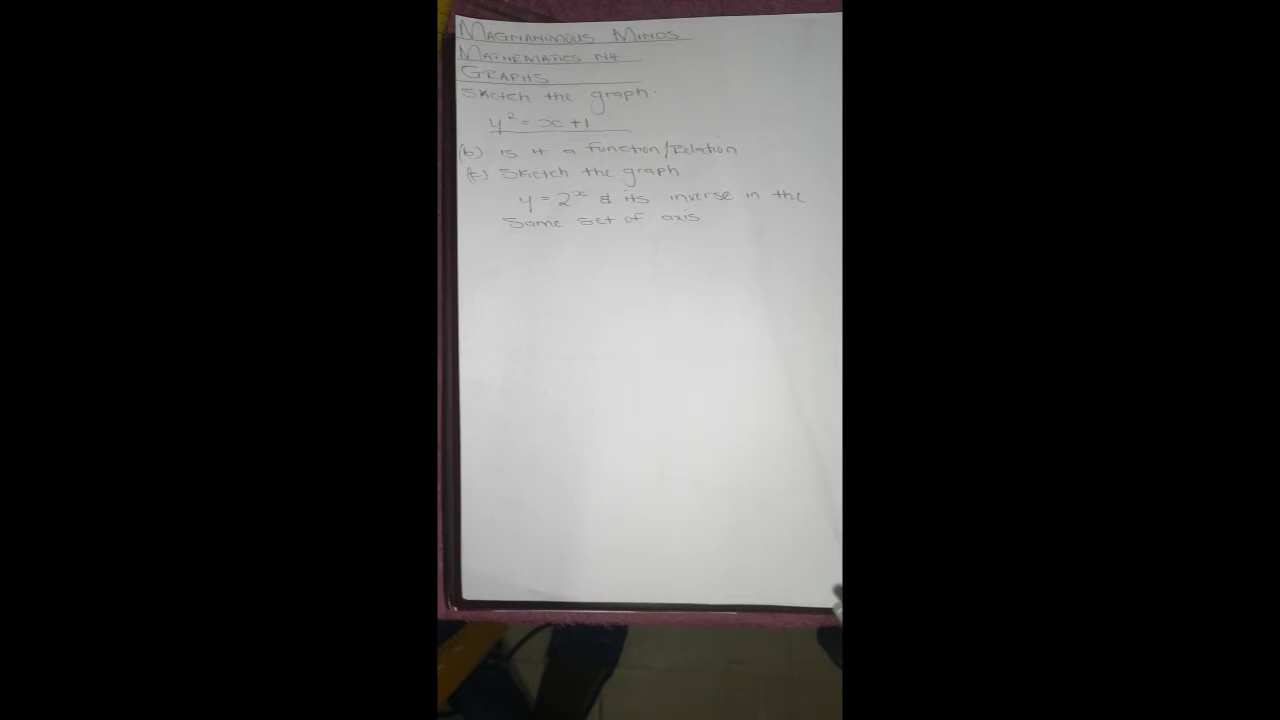 MAGNANIMOUS MINDS
MATHEMATICS N4
GRAPHS
Sketch the graph.
y² = x + 1
(b) is it a function/Relation
(c) Sketch the graph
y = 2ˣ & its inverse in the
same set of axis